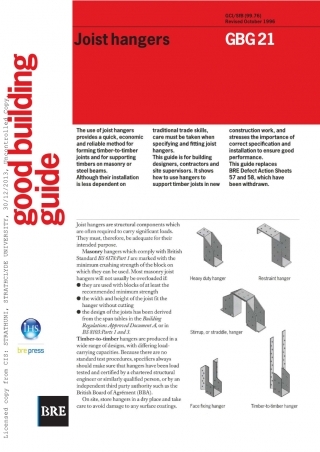 CI/SfB (99.76)
Revised October 1996
Joist hangers
GBG 21
good building
guide
The use of joist hangers
provides a quick, economic
and reliable method for
forming timber-to-timber
joints and for supporting
timbers on masonry or
steel beams.
Although their installation
is less dependent on
traditional trade skills,
care must be taken when
specifying and fitting joist
hangers.
This guide is for building
designers, contractors and
site supervisors. It shows
how to use hangers to
support timber joists in new
construction work, and
stresses the importance of
correct specification and
installation to ensure good
performance.
This guide replaces
BRE Defect Action Sheets
57 and 58, which have
been withdrawn.
Joist hangers are structural components which
are often required to carry significant loads.
They must, therefore, be adequate for their
intended purpose.
Masonry hangers which comply with British
Standard BS 6178:Part 1 are marked with the
minimum crushing strength of the block on
which they can be used. Most masonry joist
hangers will not usually be overloaded if:
● they are used with blocks of at least the
recommended minimum strength
● the width and height of the joist fit the
hanger without cutting
● the design of the joists has been derived
from the span tables in the Building
Regulations Approved Document A, or in
BS 8103:Parts 1 and 3.
Timber-to-timber hangers are produced in a
wide range of designs, with differing load-
carrying capacities. Because there are no
standard test procedures, specifiers always
should make sure that hangers have been load
tested and certified by a chartered structural
engineer or similarly qualified person, or by an
independent third party authority such as the
British Board of Agrément (BBA).
On site, store hangers in a dry place and take
care to avoid damage to any surface coatings.
Heavy duty hanger
Restraint hanger
Stirrup, or straddle, hanger
Face fixing hanger
Timber-to-timber hanger
IHS
bre press
BRE
Licensed copy from CIS: STRATHUNI, STRATHCLYDE UNIVERSITY, 30/12/2013, Uncontrolled Copy.